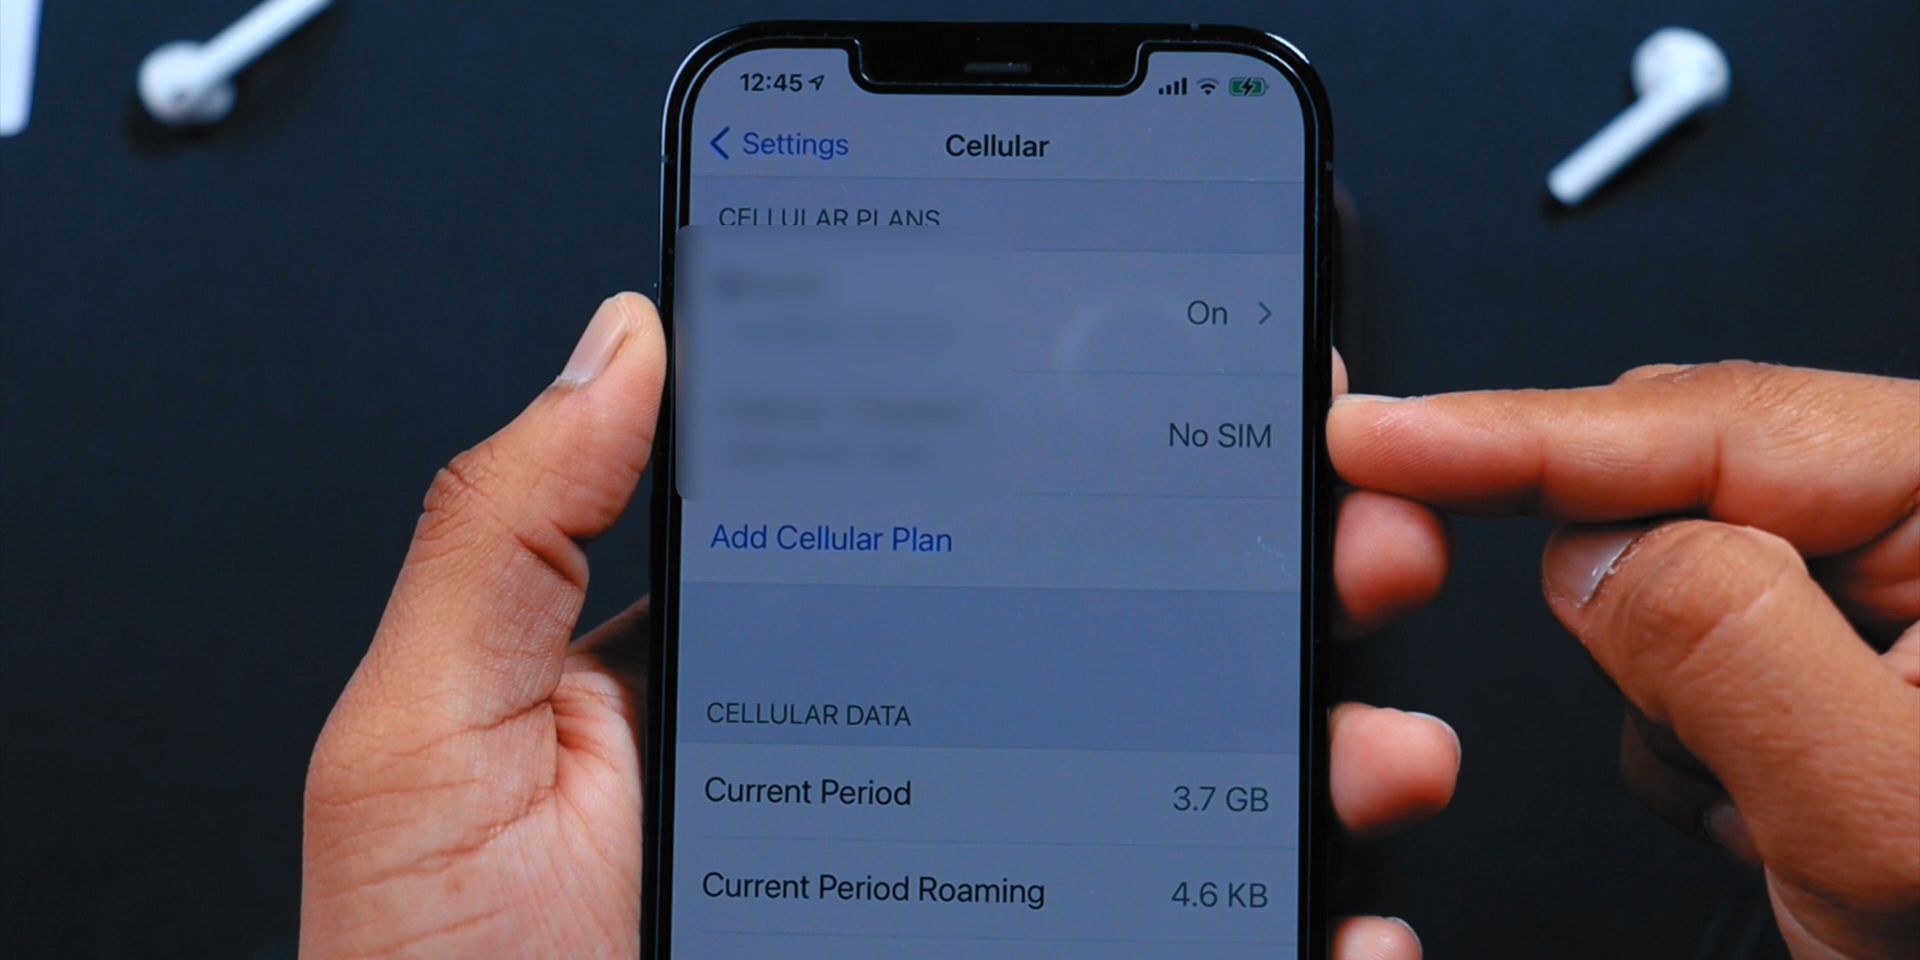 12:45
Settings
Cellular
CELLULAR PLANS
On
No SIM
Add Cellular Plan
CELLULAR DATA
Current Period
3.7 GB
Current Period Roaming
4.6 KB